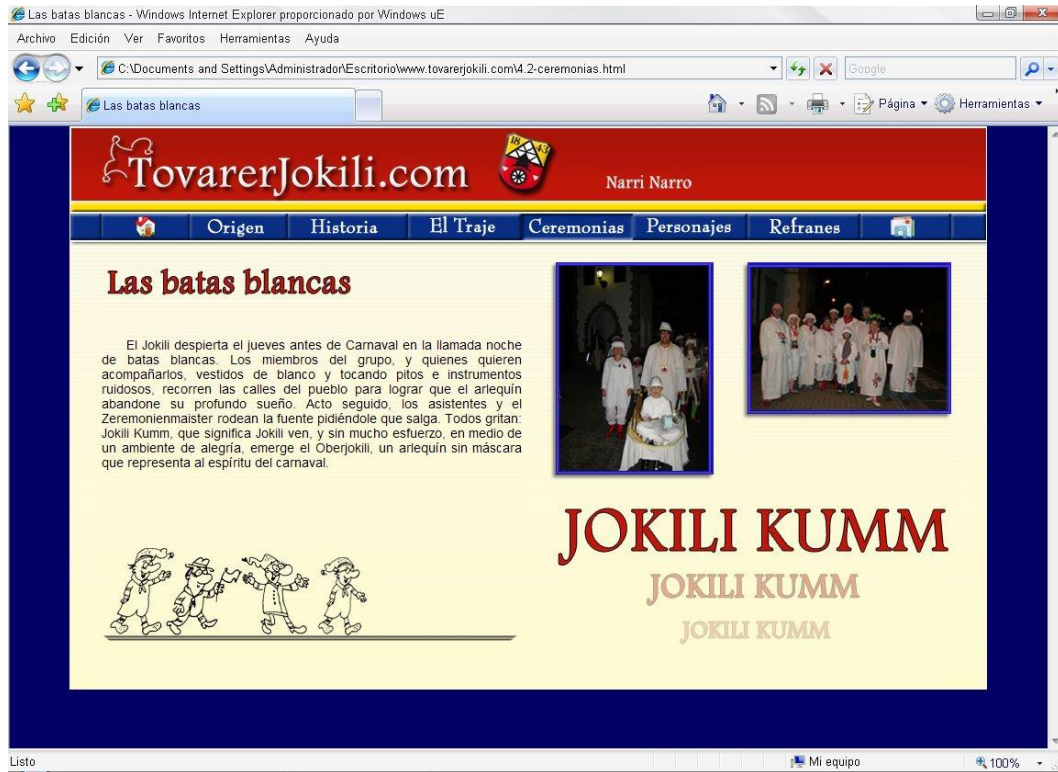 Las batas blancas - Windows Internet Explorer proporcionado por Windows uE
Archivo Edición Ver Favoritos Herramientas Ayuda
C:\Documents and Settings\Administrador\Escritorio\www.tovarerjokili.com\4.2-ceremonias.html
Google
Las batas blancas
Página Herramientas
TovarerJokili.com
1843
Narri Narro
Origen Historia El Traje Ceremonias Personajes Refranes
Las batas blancas
El Jokili despierta el jueves antes de Carnaval en la llamada noche
de batas blancas. Los miembros del grupo, y quienes quieren
acompañarlos, vestidos de blanco y tocando pitos e instrumentos
ruidosos, recorren las calles del pueblo para lograr que el arlequín
abandone su profundo sueño. Acto seguido, los asistentes y el
Zeremonienmaister rodean la fuente pidiéndole que salga. Todos gritan:
Jokili Kumm, que significa Jokili ven, y sin mucho esfuerzo, en medio de
un ambiente de alegría, emerge el Oberjokili, un arlequín sin máscara
que representa al espíritu del carnaval.
JOKILI KUMM
JOKILI KUMM
JOKILI KUMM
Listo
Mi equipo
100%